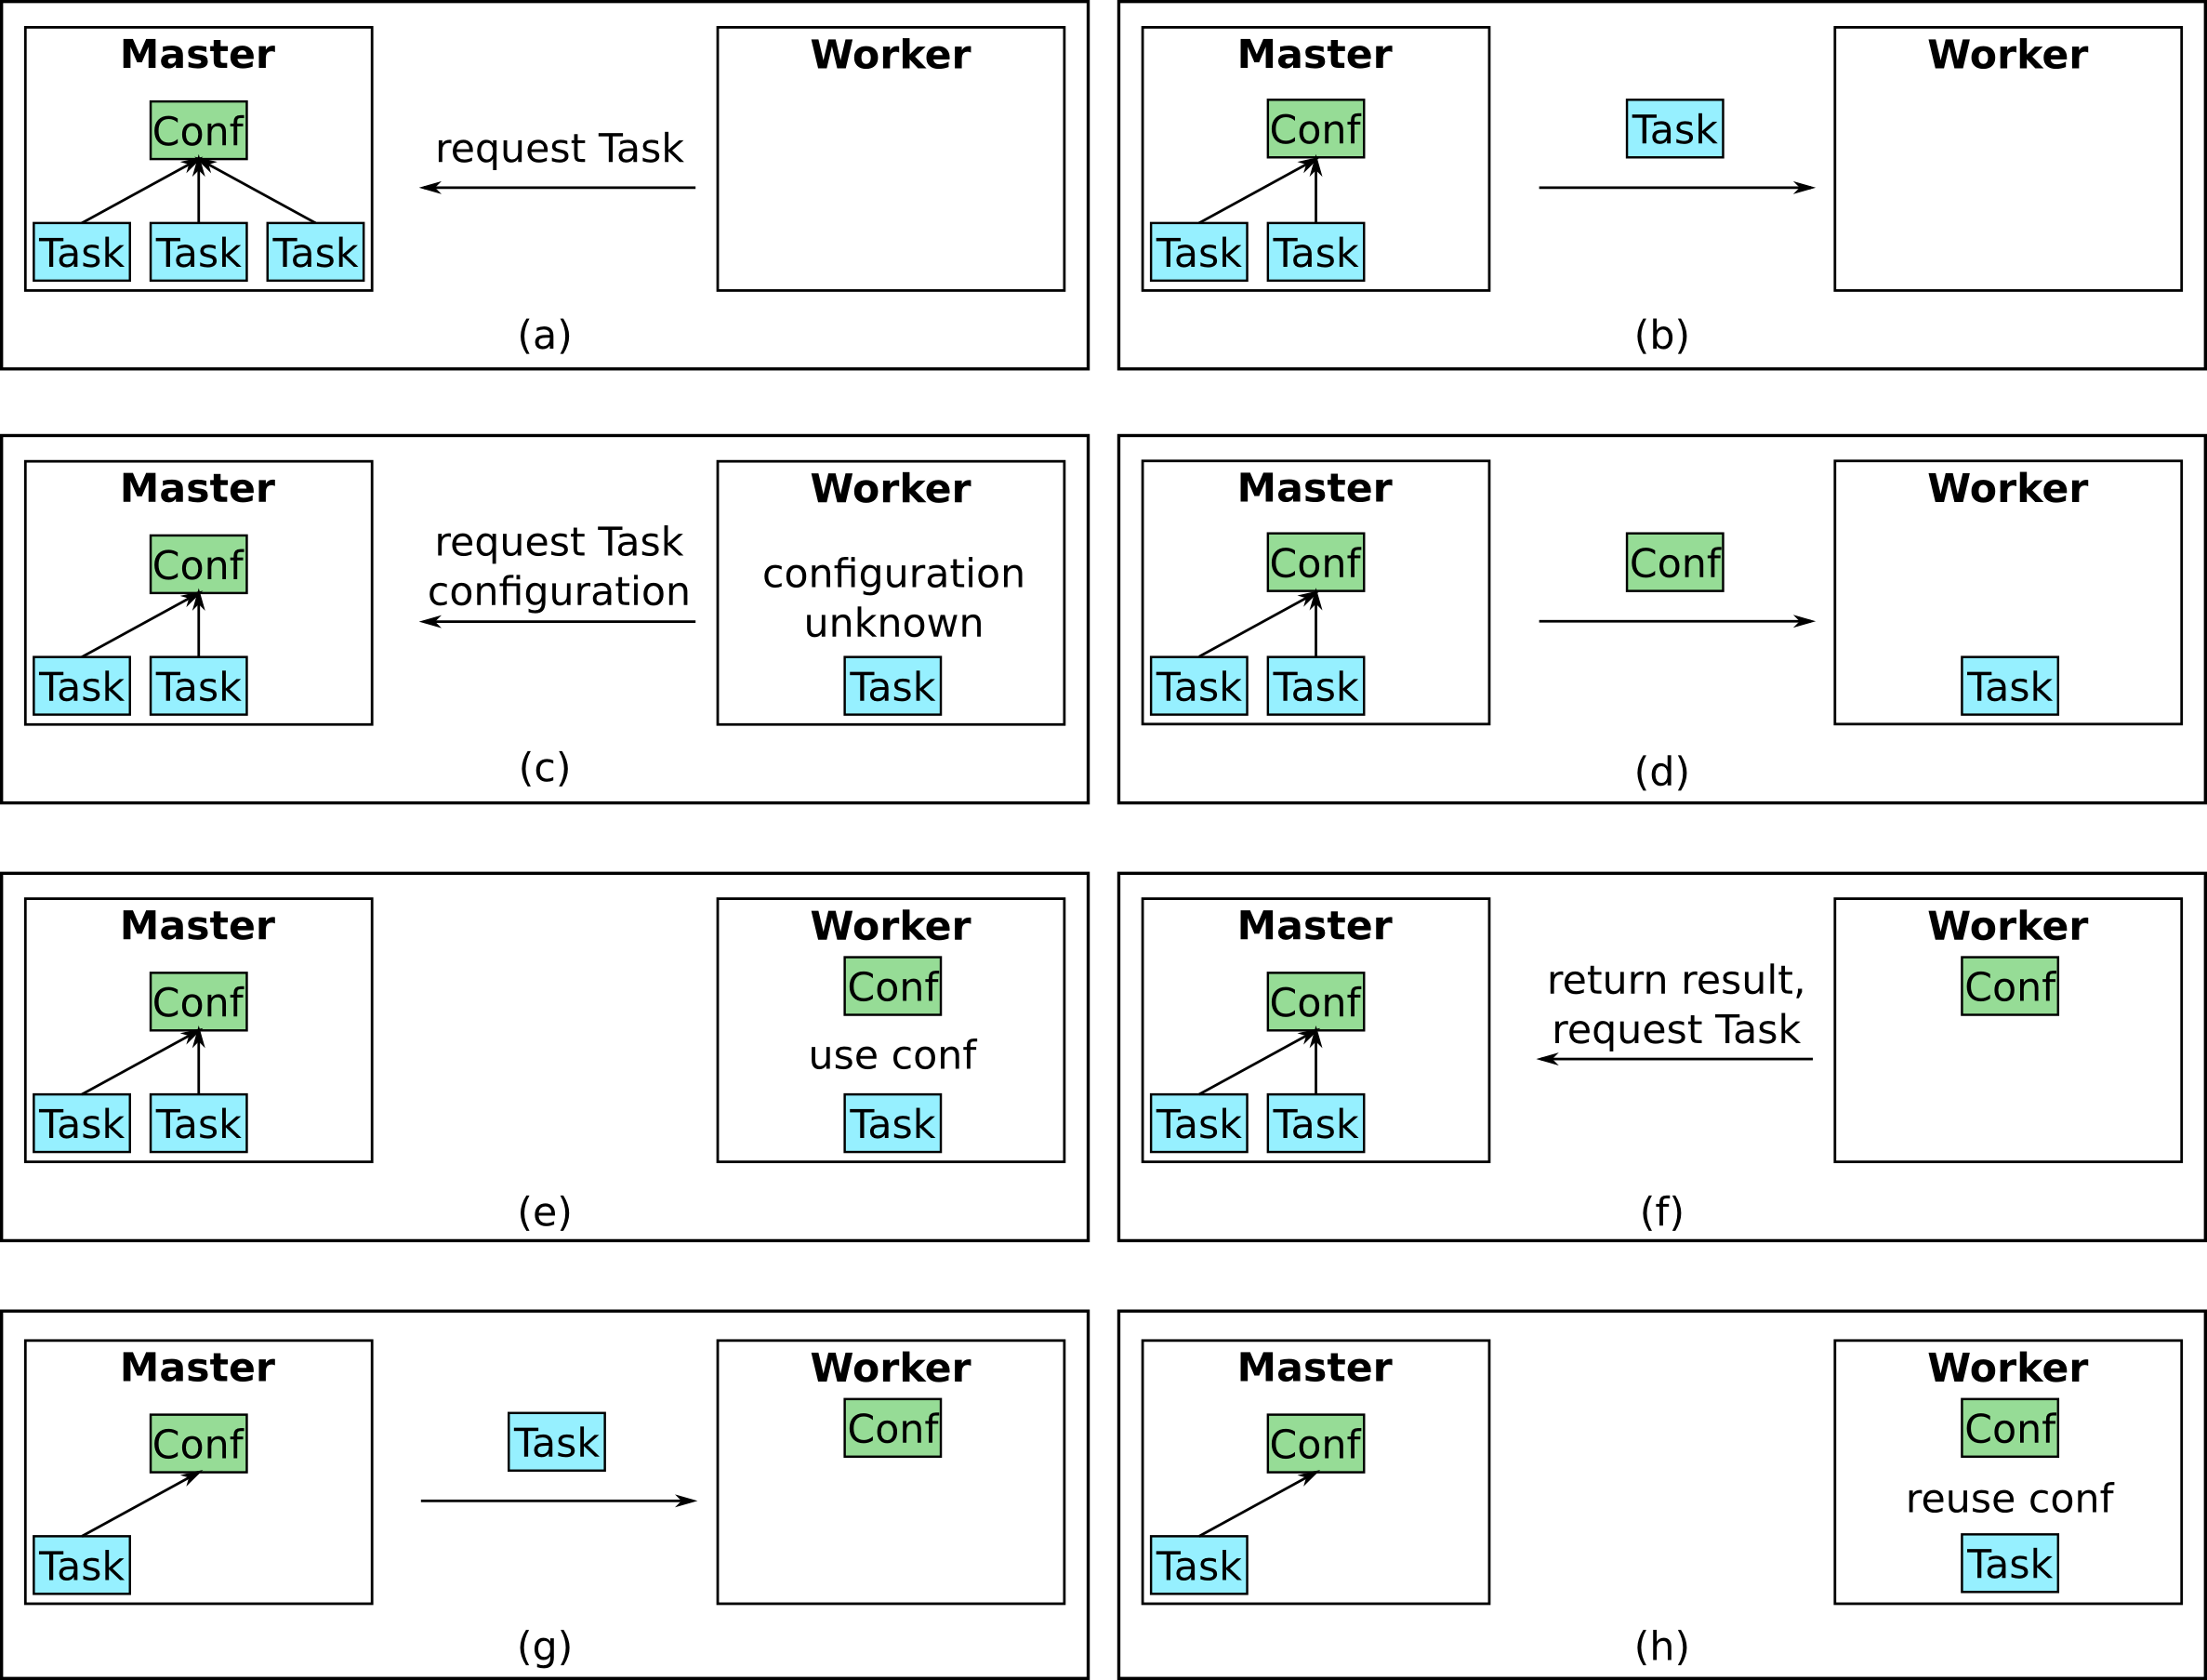 Master
Conf
Task Task Task
request Task
Worker
(a)
Master
Conf
Task Task
Task
Worker
(b)
Master
Conf
Task Task
request Task
configuration
Worker
configuration
unknown
Task
(c)
Master
Conf
Task Task
Conf
Worker
Task
(d)
Master
Conf
Task Task
Worker
Conf
use conf
Task
(e)
Master
Conf
Task Task
return result,
request Task
Worker
Conf
(f)
Master
Conf
Task
Task
Worker
Conf
(g)
Master
Conf
Task
Worker
Conf
reuse conf
Task
(h)